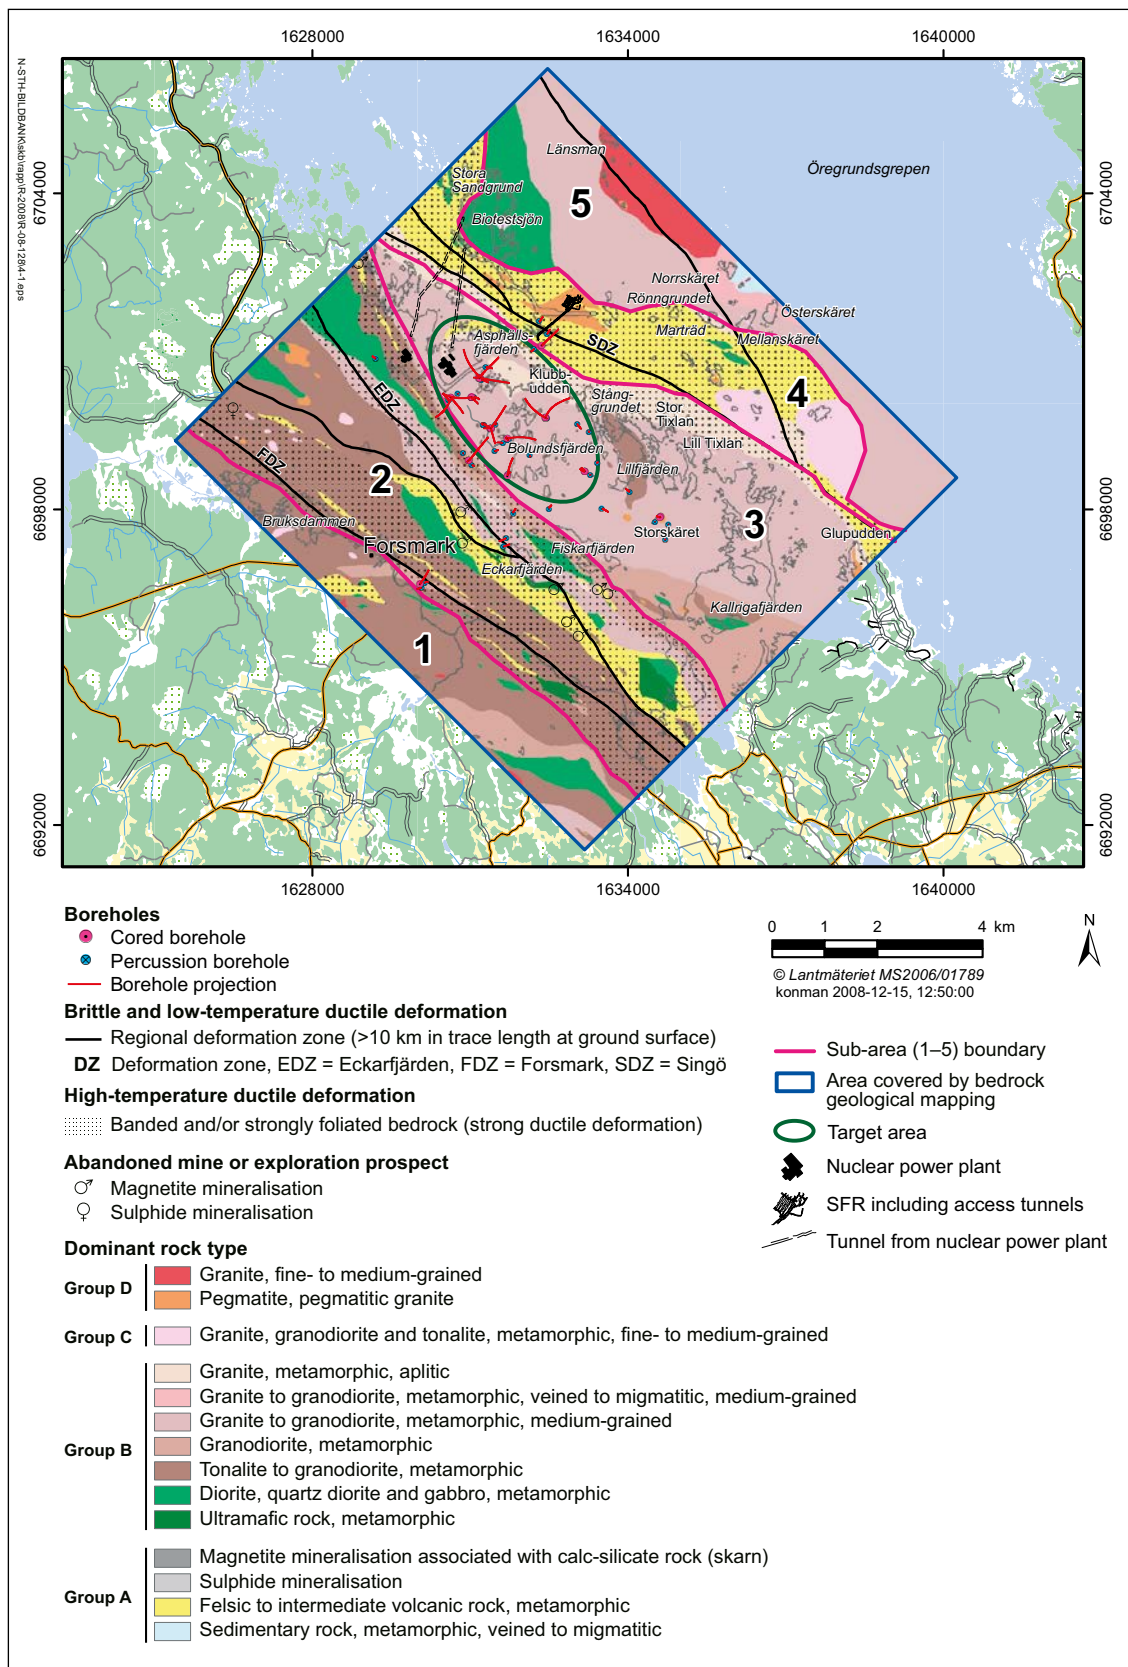 1628000 1634000 1640000
N-STH-BILDBANK\skb\rapp\R-2008\R-08-128\4-1.eps
6704000
6704000
6698000
6698000
6692000
6692000
Öregrundsgrepen
Länsman
5
Stora
Sandgrund
Biotestsjön
Norrskäret
Rönngrundet
Österskäret
Marträd
Mellanskäret
Asphälls-
fjärden
SDZ
Klubb-
udden
EDZ
Stång-
grundet
Stor.
Tixlan
4
Lill Tixlan
Bolundsfjärden
FDZ
2
Lillfjärden
Bruksdammen
3
Storskäret
Glupudden
Forsmark
Fiskarfjärden
Eckarfjärden
Kallrigafjärden
1
1628000 1634000 1640000
Boreholes
Cored borehole
Percussion borehole
Borehole projection
Brittle and low-temperature ductile deformation
Regional deformation zone (>10 km in trace length at ground surface)
DZ Deformation zone, EDZ = Eckarfjärden, FDZ = Forsmark, SDZ = Singö
High-temperature ductile deformation
Banded and/or strongly foliated bedrock (strong ductile deformation)
Abandoned mine or exploration prospect
Magnetite mineralisation
Sulphide mineralisation
0 1 2 4 km
N
© Lantmäteriet MS2006/01789
konman 2008-12-15, 12:50:00
Sub-area (1–5) boundary
Area covered by bedrock
geological mapping
Target area
Nuclear power plant
SFR including access tunnels
Tunnel from nuclear power plant
Dominant rock type
Group D
Granite, fine- to medium-grained
Pegmatite, pegmatitic granite
Group C
Granite, granodiorite and tonalite, metamorphic, fine- to medium-grained
Group B
Granite, metamorphic, aplitic
Granite to granodiorite, metamorphic, veined to migmatitic, medium-grained
Granite to granodiorite, metamorphic, medium-grained
Granodiorite, metamorphic
Tonalite to granodiorite, metamorphic
Diorite, quartz diorite and gabbro, metamorphic
Ultramafic rock, metamorphic
Group A
Magnetite mineralisation associated with calc-silicate rock (skarn)
Sulphide mineralisation
Felsic to intermediate volcanic rock, metamorphic
Sedimentary rock, metamorphic, veined to migmatitic